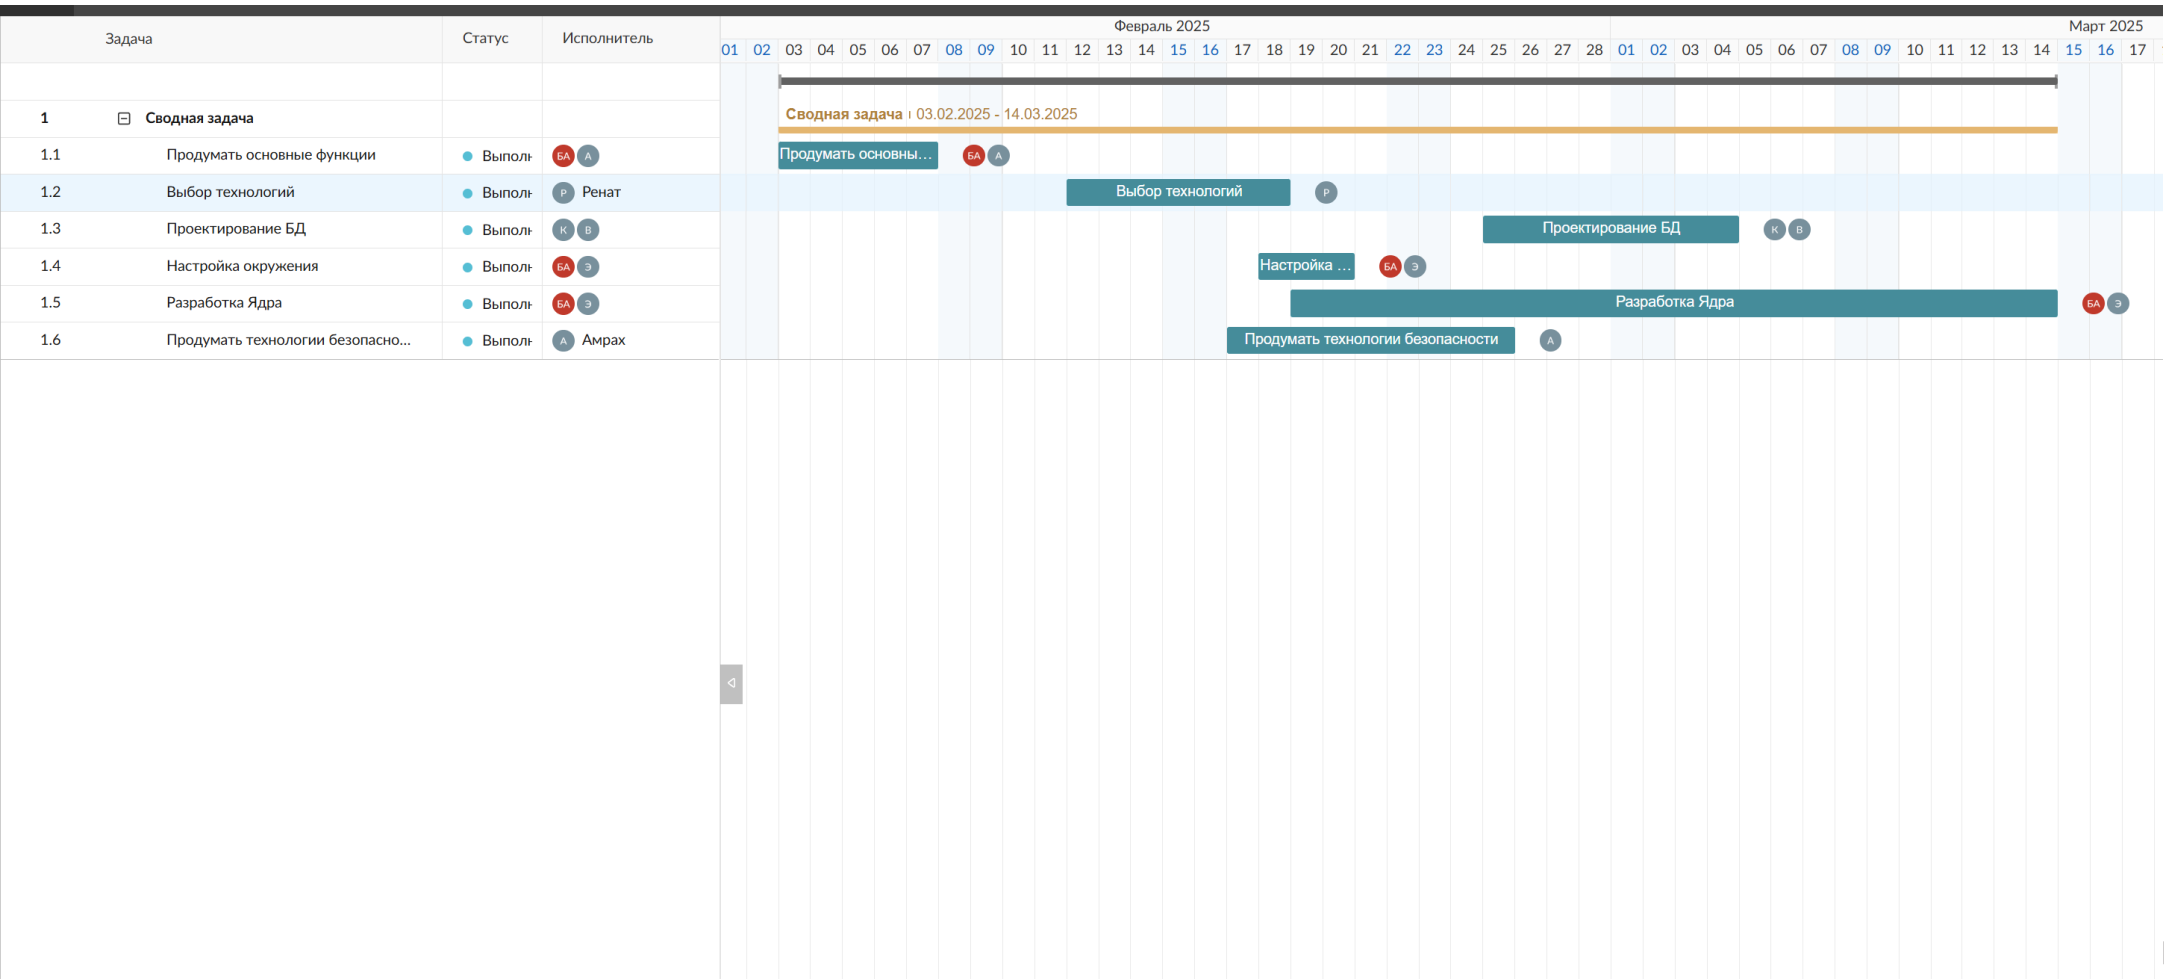 Задача Статус Исполнитель Февраль 2025 Март 2025
01 02 03 04 05 06 07 08 09 10 11 12 13 14 15 16 17 18 19 20 21 22 23 24 25 26 27 28 01 02 03 04 05 06 07 08 09 10 11 12 13 14 15 16 17
1 Сводная задача Сводная задача 03.02.2025 - 14.03.2025
1.1 Продумать основные функции Выполн БА А Продумать основны... БА А
1.2 Выбор технологий Выполн Р Ренат Выбор технологий Р
1.3 Проектирование БД Выполн К В Проектирование БД К В
1.4 Настройка окружения Выполн БА Э Настройка ... БА Э
1.5 Разработка Ядра Выполн БА Э Разработка Ядра БА Э
1.6 Продумать технологии безопасно... Выполн А Амрах Продумать технологии безопасности А